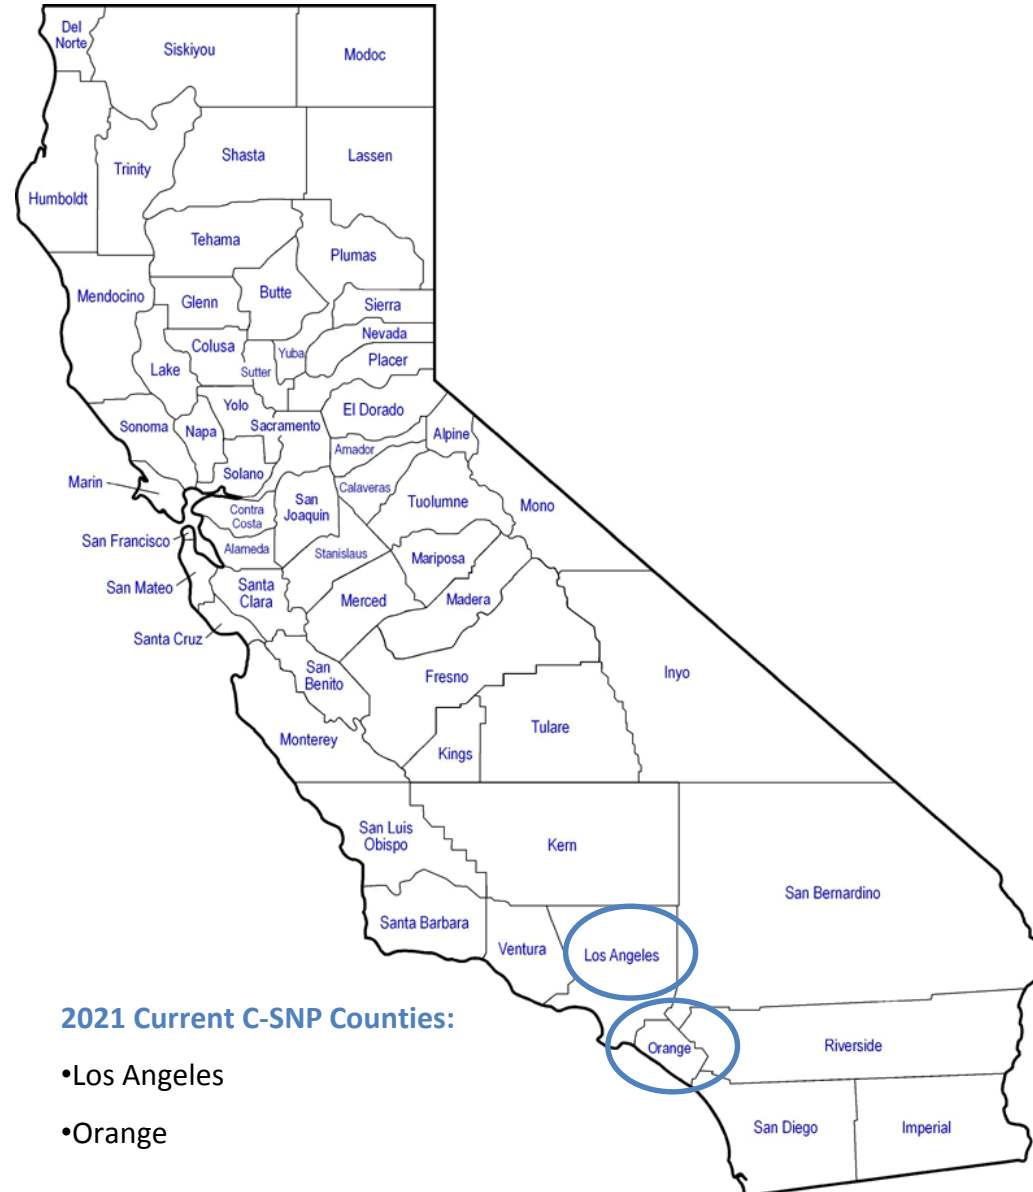 Del
Norte
Siskiyou
Modoc
Humboldt
Trinity
Shasta
Lassen
Tehama
Plumas
Mendocino
Glenn
Butte
Sierra
Nevada
Placer
Colusa
Yuba
Sutter
Lake
Yolo
El Dorado
Sonoma
Napa
Sacramento
Alpine
Amador
Marin
Solano
Calaveras
Tuolumne
Mono
San
Joaquin
Contra
Costa
San Francisco
Alameda
Stanislaus
Mariposa
San Mateo
Santa
Clara
Merced
Madera
Santa Cruz
San
Benito
Fresno
Inyo
Monterey
Kings
Tulare
San Luis
Obispo
Kern
San Bernardino
Santa Barbara
Ventura
Los Angeles
Orange
Riverside
San Diego
Imperial
2021 Current C-SNP Counties:
•Los Angeles
•Orange